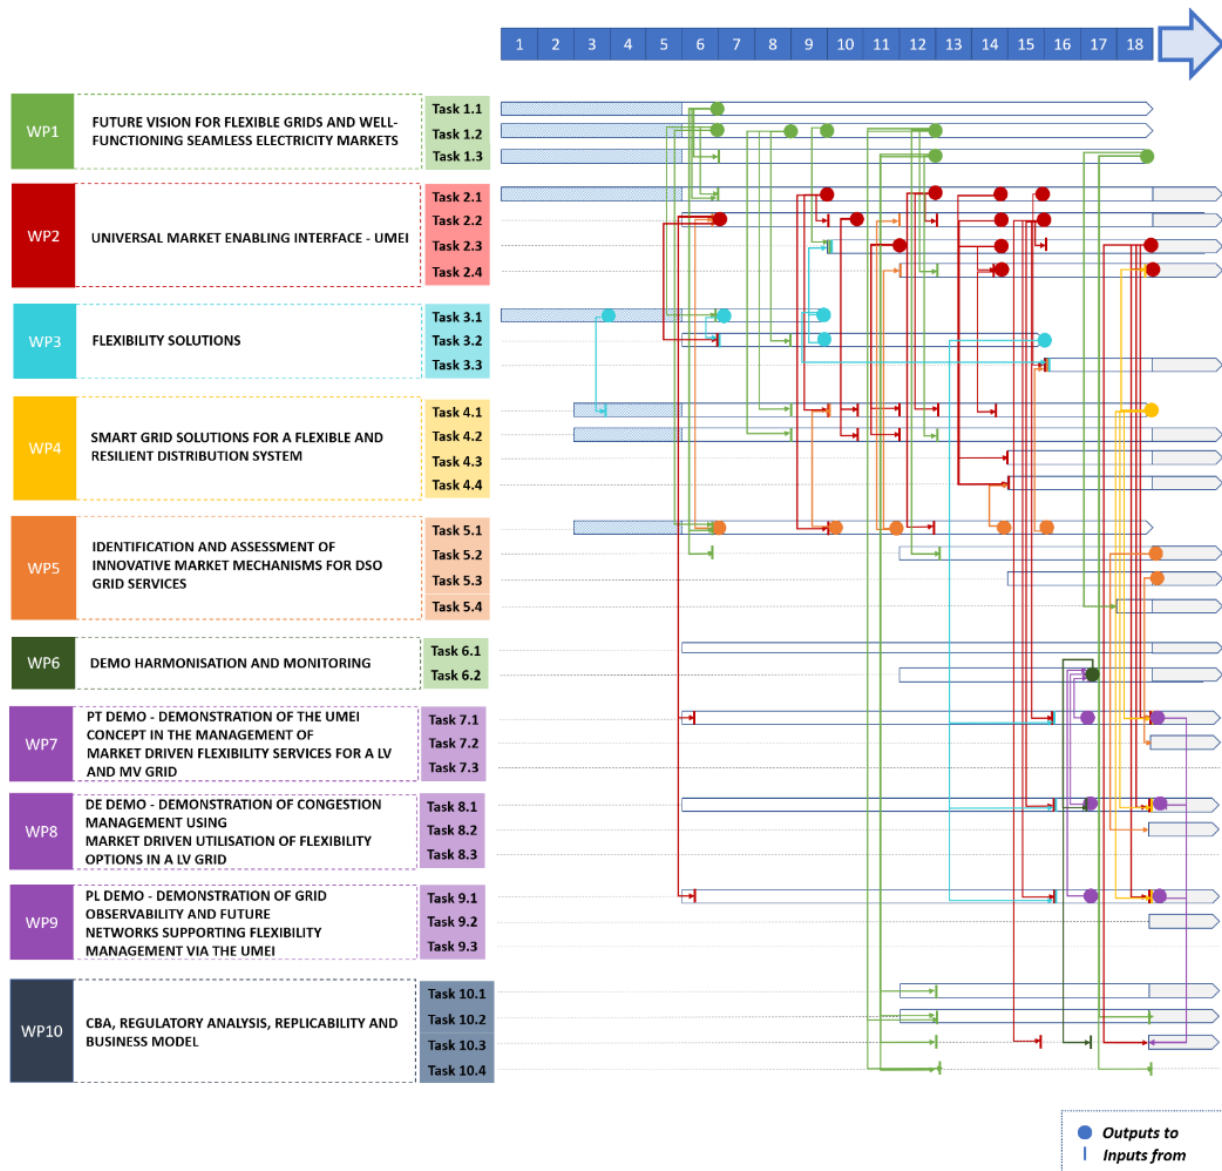 1 2 3 4 5 6 7 8 9 10 11 12 13 14 15 16 17 18
WP1
FUTURE VISION FOR FLEXIBLE GRIDS AND WELL-
FUNCTIONING SEAMLESS ELECTRICITY MARKETS
Task 1.1
Task 1.2
Task 1.3
WP2
UNIVERSAL MARKET ENABLING INTERFACE - UMEI
Task 2.1
Task 2.2
Task 2.3
Task 2.4
WP3
FLEXIBILITY SOLUTIONS
Task 3.1
Task 3.2
Task 3.3
WP4
SMART GRID SOLUTIONS FOR A FLEXIBLE AND
RESILIENT DISTRIBUTION SYSTEM
Task 4.1
Task 4.2
Task 4.3
Task 4.4
WP5
IDENTIFICATION AND ASSESSMENT OF
INNOVATIVE MARKET MECHANISMS FOR DSO
GRID SERVICES
Task 5.1
Task 5.2
Task 5.3
Task 5.4
WP6
DEMO HARMONISATION AND MONITORING
Task 6.1
Task 6.2
WP7
PT DEMO - DEMONSTRATION OF THE UMEI
CONCEPT IN THE MANAGEMENT OF
MARKET DRIVEN FLEXIBILITY SERVICES FOR A LV
AND MV GRID
Task 7.1
Task 7.2
Task 7.3
WP8
DE DEMO - DEMONSTRATION OF CONGESTION
MANAGEMENT USING
MARKET DRIVEN UTILISATION OF FLEXIBILITY
OPTIONS IN A LV GRID
Task 8.1
Task 8.2
Task 8.3
WP9
PL DEMO - DEMONSTRATION OF GRID
OBSERVABILITY AND FUTURE
NETWORKS SUPPORTING FLEXIBILITY
MANAGEMENT VIA THE UMEI
Task 9.1
Task 9.2
Task 9.3
WP10
CBA, REGULATORY ANALYSIS, REPLICABILITY AND
BUSINESS MODEL
Task 10.1
Task 10.2
Task 10.3
Task 10.4
Outputs to
Inputs from